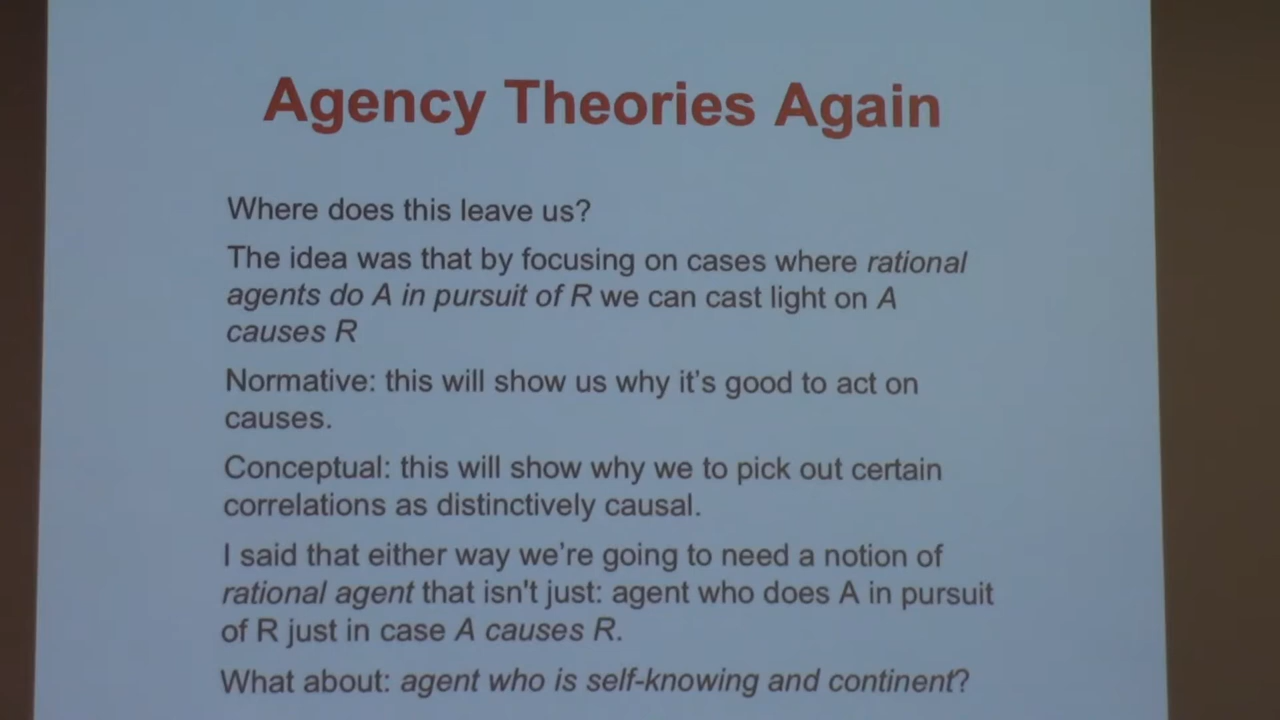 Agency Theories Again
Where does this leave us?
The idea was that by focusing on cases where rational
agents do A in pursuit of R we can cast light on A
causes R
Normative: this will show us why it's good to act on
causes.
Conceptual: this will show why we to pick out certain
correlations as distinctively causal.
I said that either way we're going to need a notion of
rational agent that isn't just: agent who does A in pursuit
of R just in case A causes R.
What about: agent who is self-knowing and continent?